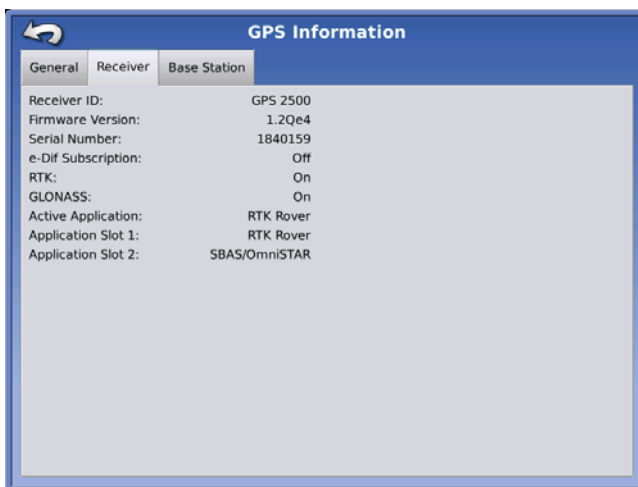 GPS Information
General Receiver Base Station
Receiver ID: GPS 2500
Firmware Version: 1.2Qe4
Serial Number: 1840159
e-Dif Subscription: Off
RTK: On
GLONASS: On
Active Application: RTK Rover
Application Slot 1: RTK Rover
Application Slot 2: SBAS/OmniSTAR